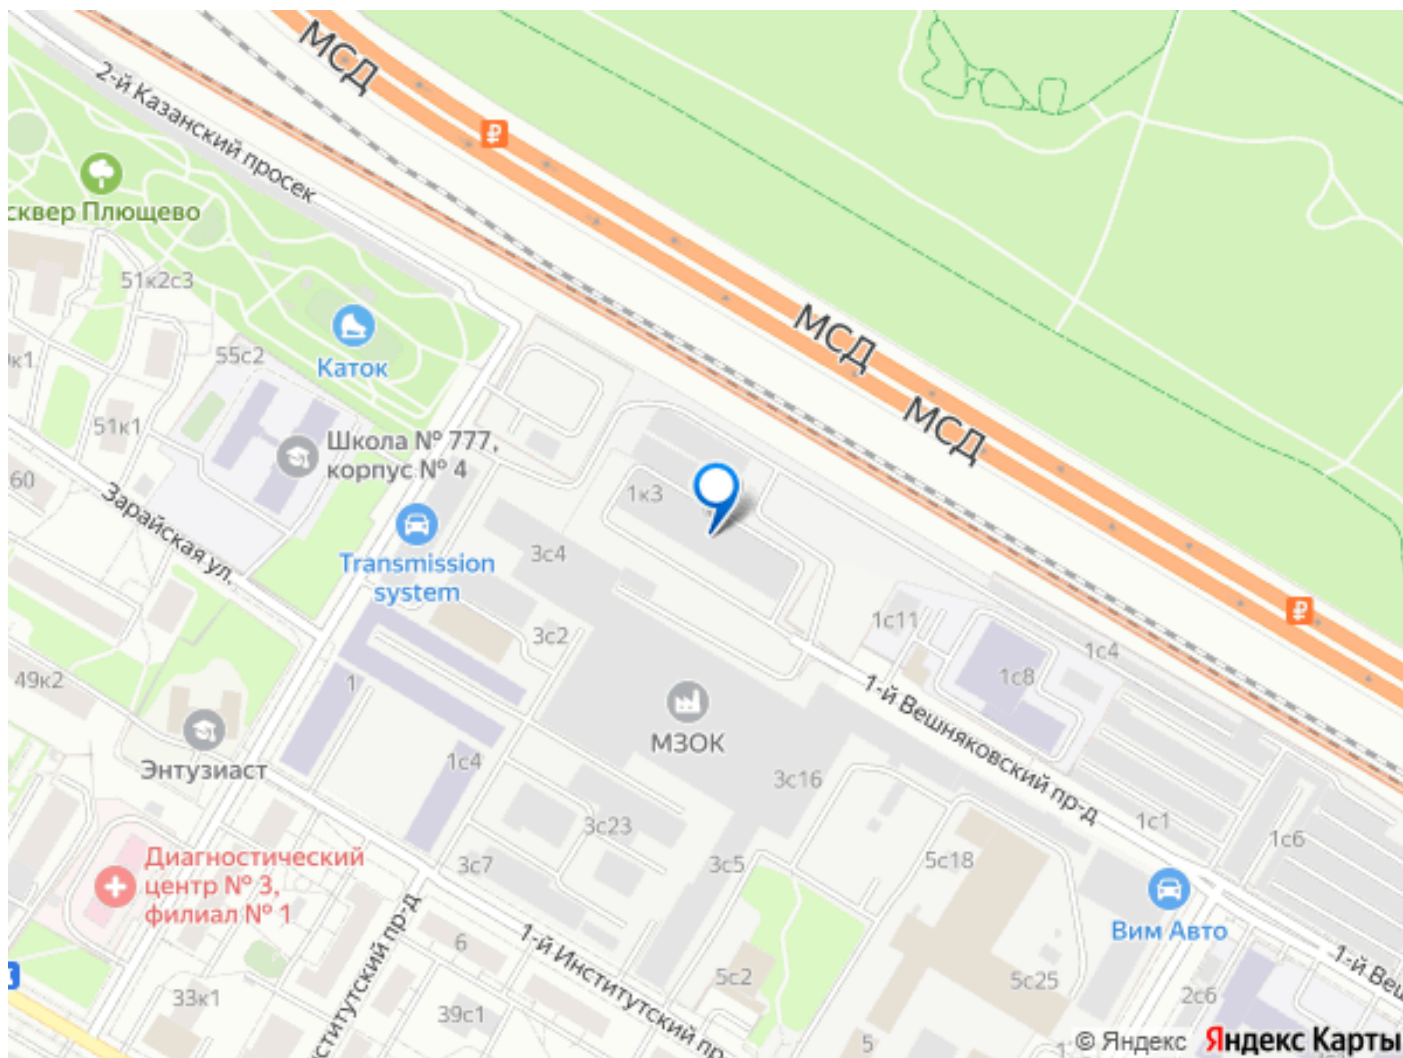 МСД
2-й Казанский просек
₽
сквер Плющево
51к2с3
МСД
Каток
55с2
МСД
51к1
Школа № 777,
корпус № 4
60
1к3
Зарайская ул.
3с4
Transmission
system
₽
1с11
3с2
1с4
49к2
1
1с8
1-й Вешняковский пр-д
МЗОК
Энтузиаст
1с4
3с16
3с23
1с1
1с6
Диагностический
центр № 3,
филиал № 1
3с7
3с5
5с18
Вим Авто
6
1-й Институтский пр-
ститутский пр-д
1-й Веш
5с2
5с25
33к1
39с1
2с6
5
© Яндекс Яндекс Карты